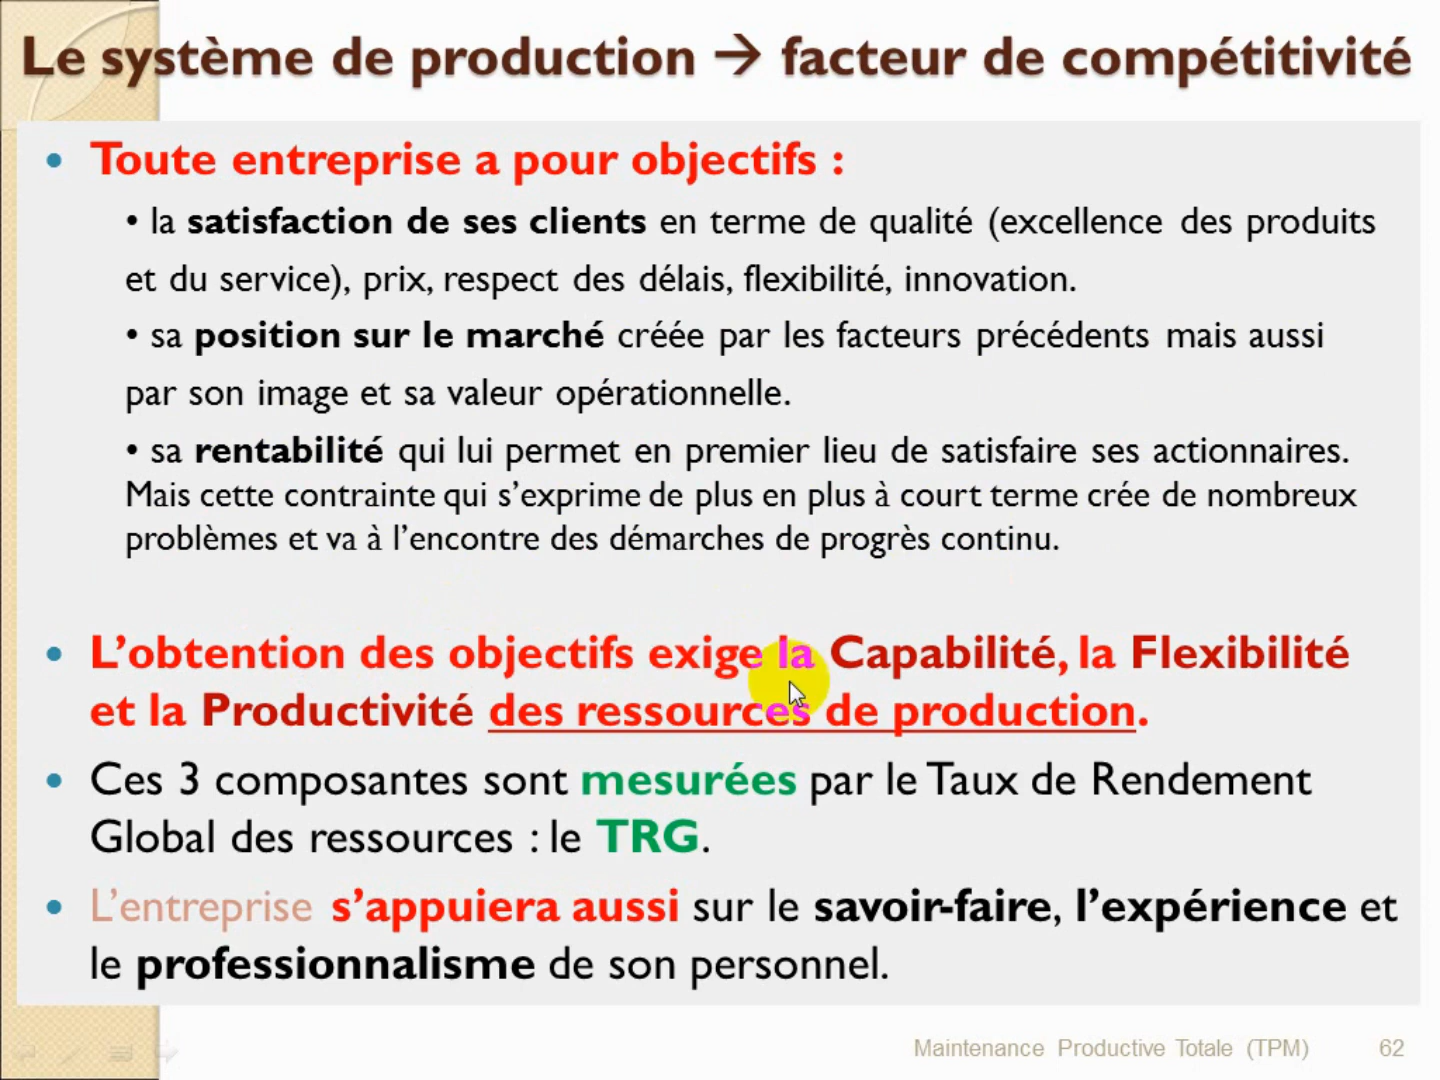 Le système de production → facteur de compétitivité
• Toute entreprise a pour objectifs :
• la satisfaction de ses clients en terme de qualité (excellence des produits
et du service), prix, respect des délais, flexibilité, innovation.
• sa position sur le marché créée par les facteurs précédents mais aussi
par son image et sa valeur opérationnelle.
• sa rentabilité qui lui permet en premier lieu de satisfaire ses actionnaires.
Mais cette contrainte qui s’exprime de plus en plus à court terme crée de nombreux
problèmes et va à l’encontre des démarches de progrès continu.
• L’obtention des objectifs exige la Capabilité, la Flexibilité
et la Productivité des ressources de production.
• Ces 3 composantes sont mesurées par le Taux de Rendement
Global des ressources : le TRG.
• L’entreprise s’appuiera aussi sur le savoir-faire, l’expérience et
le professionnalisme de son personnel.
Maintenance Productive Totale (TPM) 62